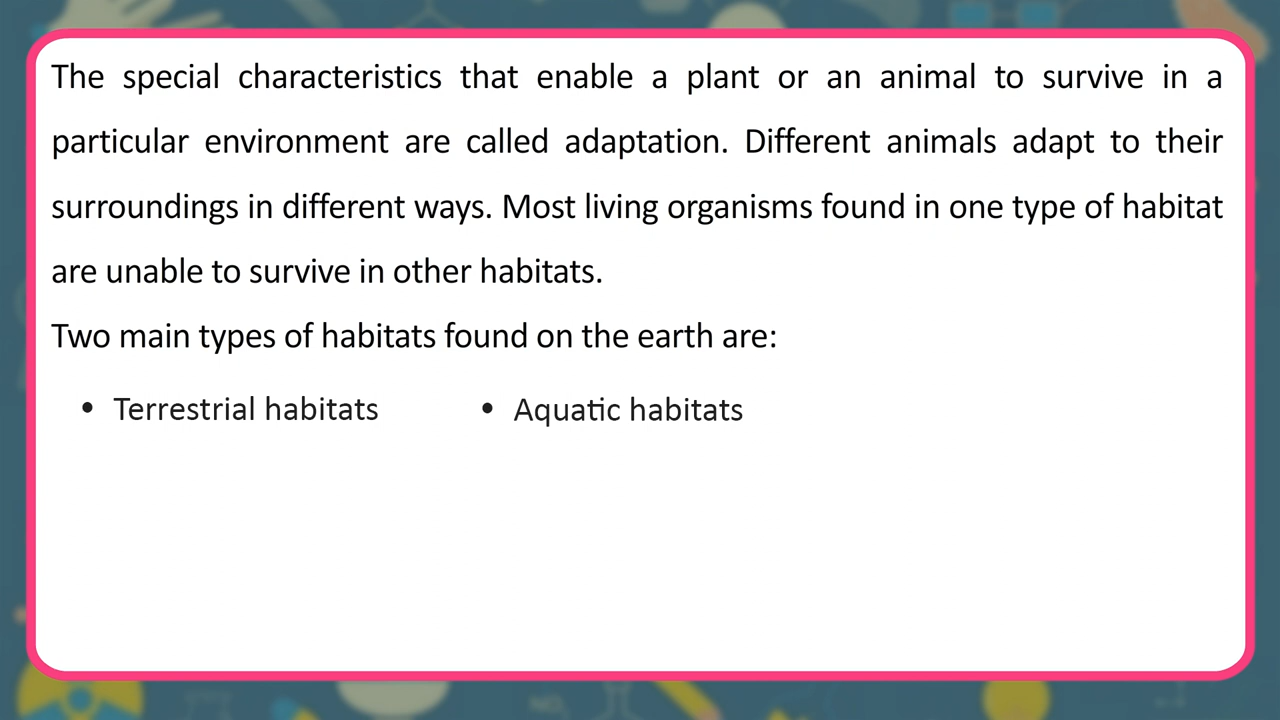 The special characteristics that enable a plant or an animal to survive in a
particular environment are called adaptation. Different animals adapt to their
surroundings in different ways. Most living organisms found in one type of habitat
are unable to survive in other habitats.
Two main types of habitats found on the earth are:
• Terrestrial habitats • Aquatic habitats
NO₂